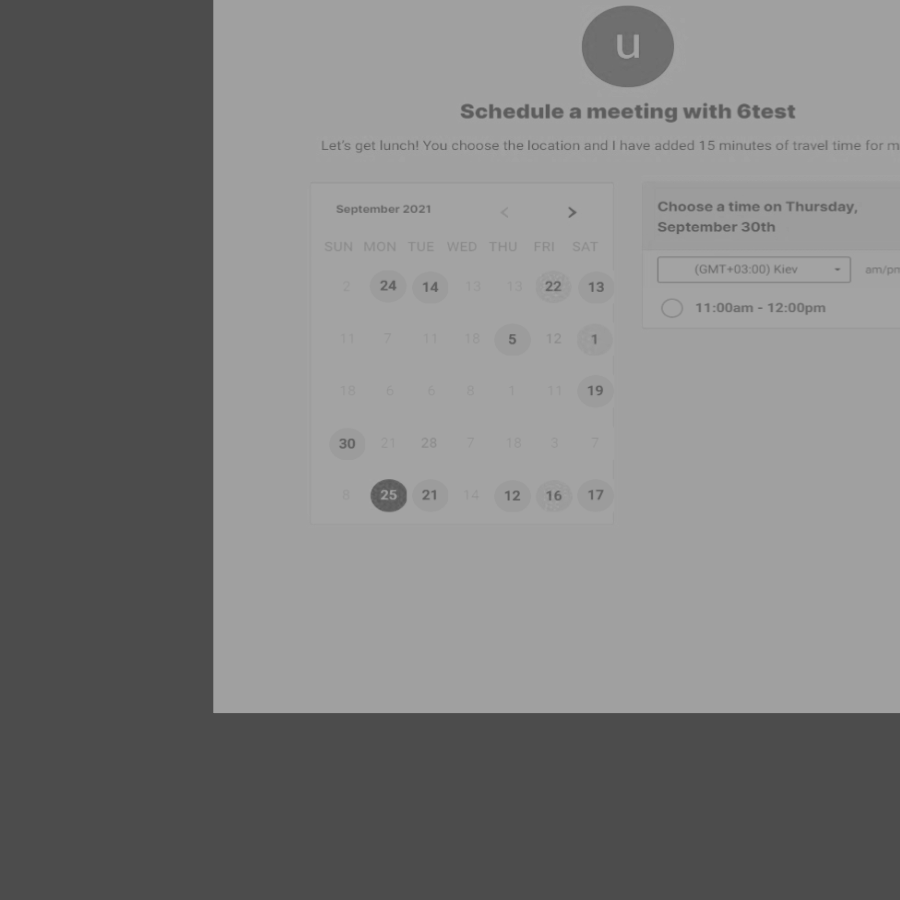 u
Schedule a meeting with 6test
Let's get lunch! You choose the location and I have added 15 minutes of travel time for m
September 2021 < >
SUN MON TUE WED THU FRI SAT
2 24 14 13 13 22 13
11 7 11 18 5 12 1
18 6 6 8 1 11 19
30 21 28 7 18 3 7
8 25 21 14 12 16 17
Choose a time on Thursday,
September 30th
(GMT+03:00) Kiev am/pm
11:00am - 12:00pm